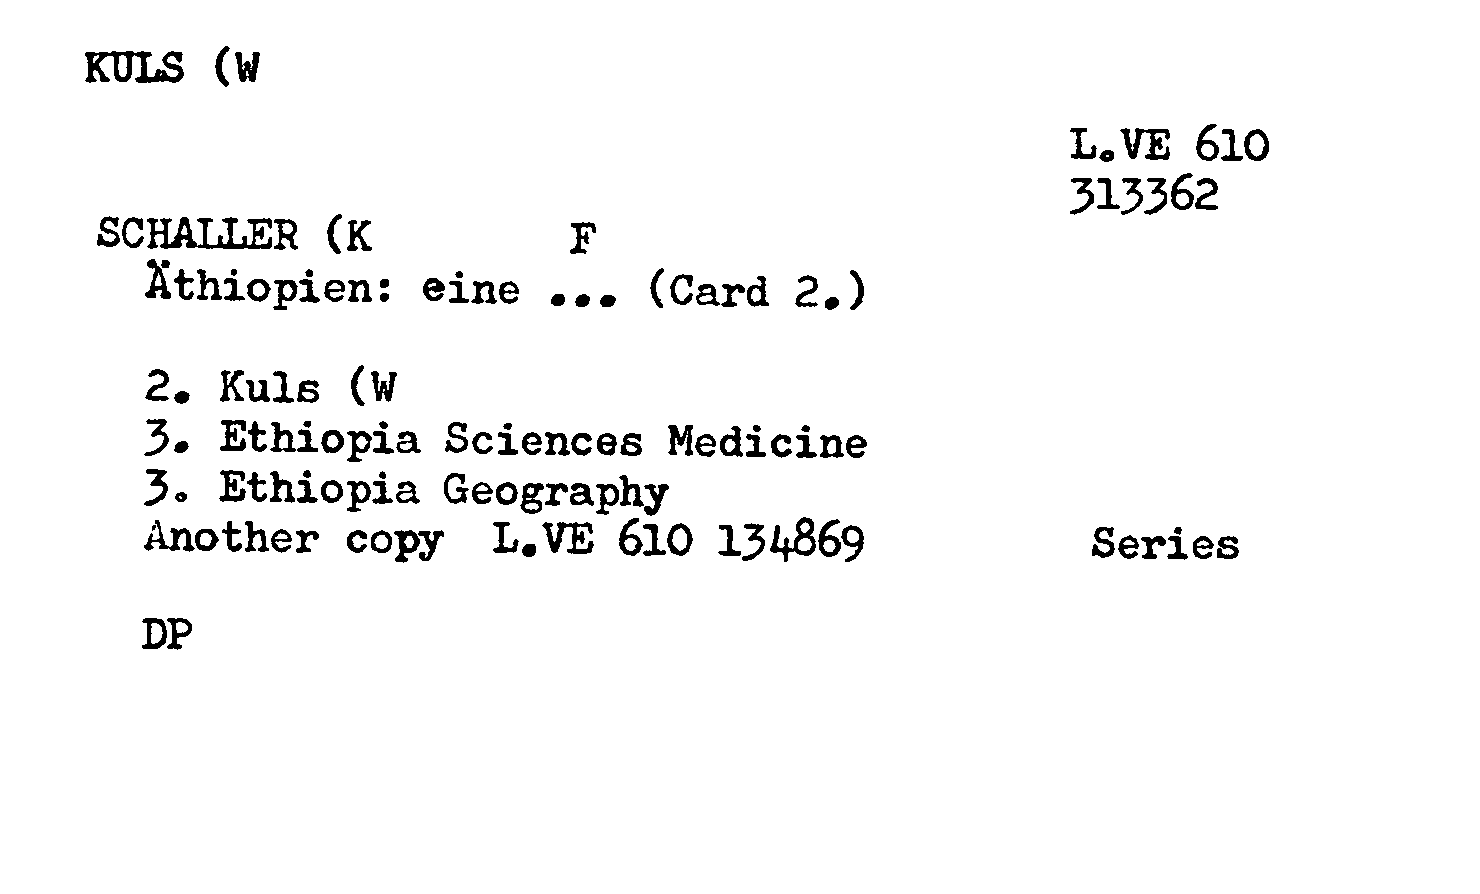 KULS (W
L.VE 610
313362
SCHALLER (K F
Äthiopien: eine ... (Card 2.)
2. Kuls (W
3. Ethiopia Sciences Medicine
3. Ethiopia Geography
Another copy L.VE 610 134869 Series
DP